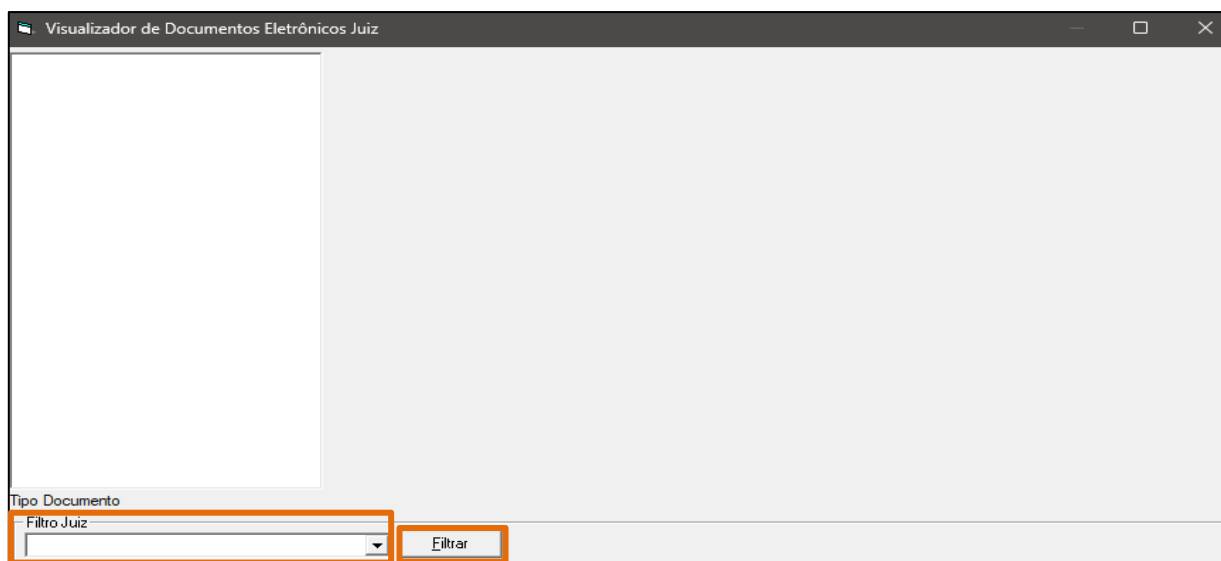 Visualizador de Documentos Eletrônicos Juiz
Tipo Documento
Filtro Juiz
Filtrar